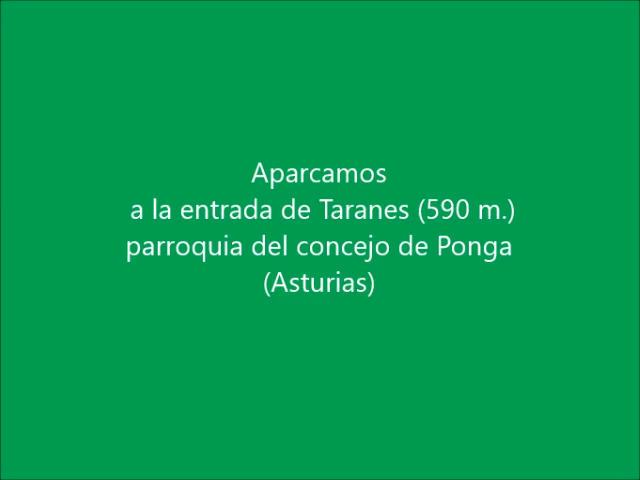 Aparcamos
a la entrada de Taranes (590 m.)
parroquia del concejo de Ponga
(Asturias)